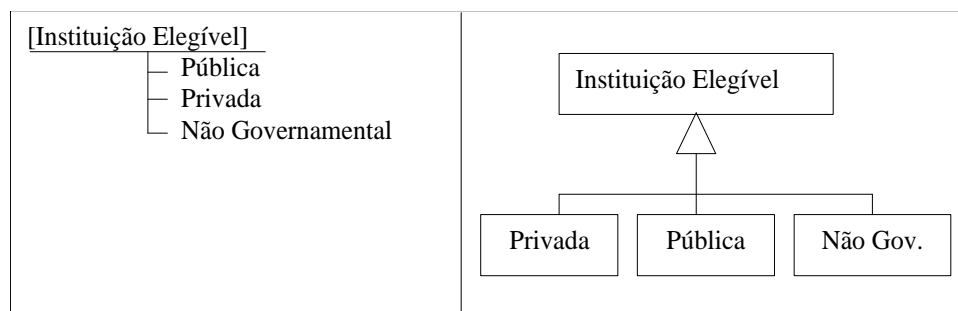 [Instituição Elegível]
Pública
Privada
Não Governamental
Instituição Elegível
Privada
Pública
Não Gov.